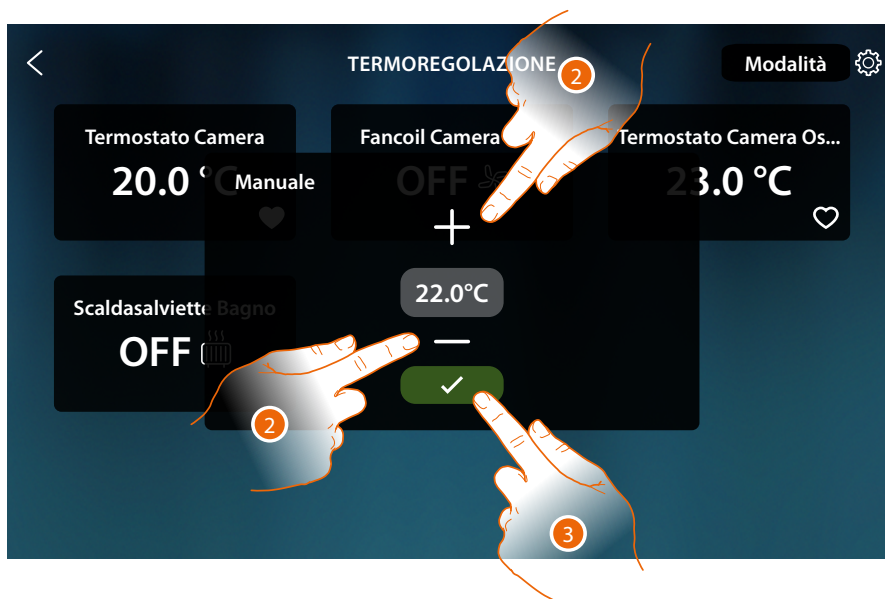 TERMOREGOLAZIONE
Modalità
2
Termostato Camera
20.0 °C
Fancoil Camera
OFF
Termostato Camera Os...
23.0 °C
Manuale
+
22.0°C
−
Scaldasalviette Bagno
OFF
2
3